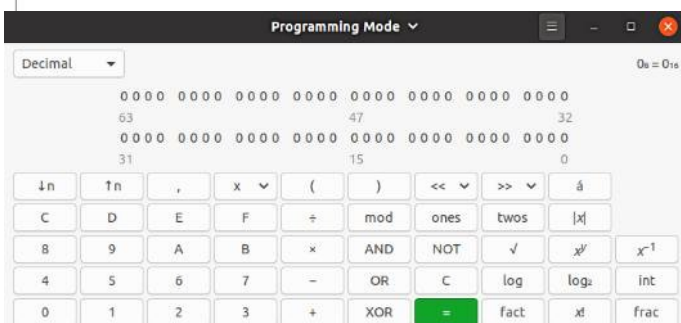 Programming Mode
Decimal 0₈ = 0₁₆
0000 0000 0000 0000 0000 0000 0000 0000
63 47 32
0000 0000 0000 0000 0000 0000 0000 0000
31 15 0
↓n ↑n , x ( ) << >> á
C D E F ÷ mod ones twos |x|
8 9 A B × AND NOT √ xʸ x⁻¹
4 5 6 7 − OR C log log₂ int
0 1 2 3 + XOR = fact x! frac